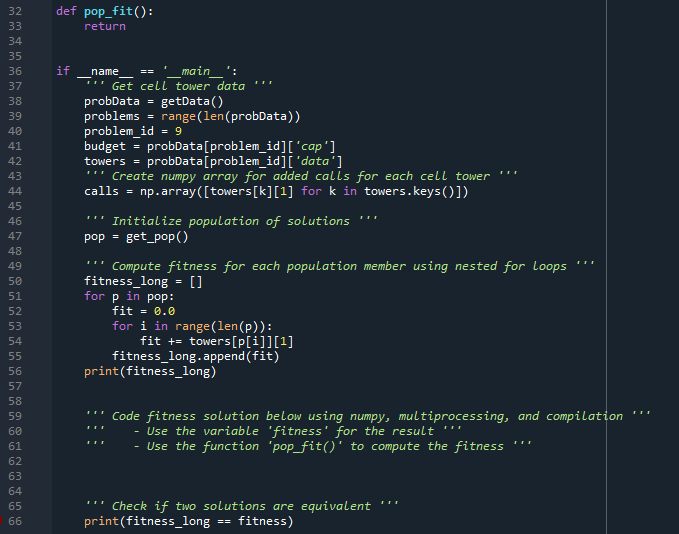 32 def pop_fit():
33     return
34
35
36 if __name__ == '__main__':
37     ''' Get cell tower data '''
38     probData = getData()
39     problems = range(len(probData))
40     problem_id = 9
41     budget = probData[problem_id]['cap']
42     towers = probData[problem_id]['data']
43     ''' Create numpy array for added calls for each cell tower '''
44     calls = np.array([towers[k][1] for k in towers.keys()])
45
46     ''' Initialize population of solutions '''
47     pop = get_pop()
48
49     ''' Compute fitness for each population member using nested for loops '''
50     fitness_long = []
51     for p in pop:
52         fit = 0.0
53         for i in range(len(p)):
54             fit += towers[p[i]][1]
55         fitness_long.append(fit)
56     print(fitness_long)
57
58
59     ''' Code fitness solution below using numpy, multiprocessing, and compilation '''
60     '''    - Use the variable 'fitness' for the result '''
61     '''    - Use the function 'pop_fit()' to compute the fitness '''
62
63
64
65     ''' Check if two solutions are equivalent '''
66     print(fitness_long == fitness)